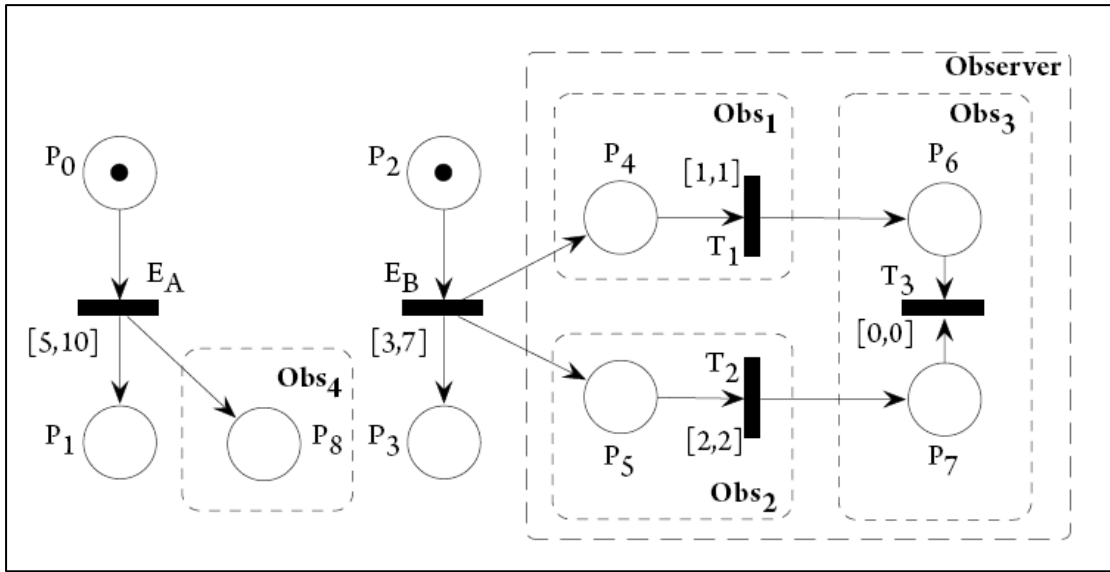 Observer
Obs1
Obs3
P0
P2
P4
[1,1]
P6
T1
EA
EB
T3
[5,10]
[3,7]
[0,0]
Obs4
T2
P1
P8
P3
P5
[2,2]
P7
Obs2